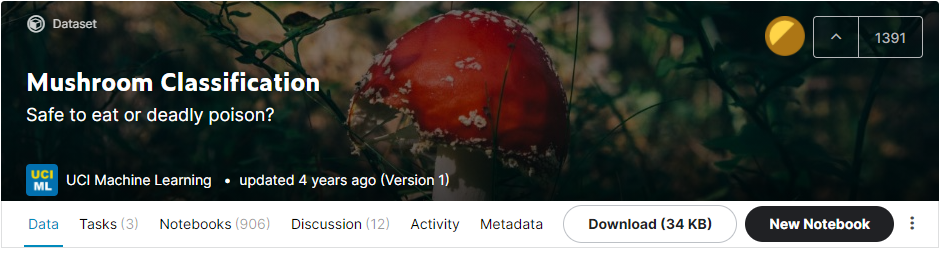 Dataset
1391
Mushroom Classification
Safe to eat or deadly poison?
UCI ML
UCI Machine Learning • updated 4 years ago (Version 1)
Data Tasks (3) Notebooks (906) Discussion (12) Activity Metadata Download (34 KB) New Notebook